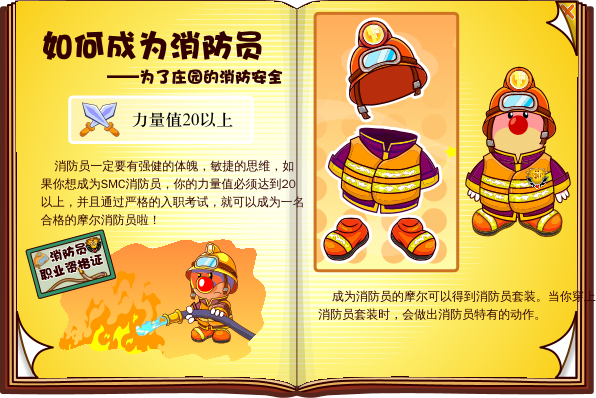 如何成为消防员
——为了庄园的消防安全
力量值20以上
消防员一定要有强健的体魄，敏捷的思维，如
果你想成为SMC消防员，你的力量值必须达到20
以上，并且通过严格的入职考试，就可以成为一名
合格的摩尔消防员啦！
消防员
职业资格证
成为消防员的摩尔可以得到消防员套装。当你穿上
消防员套装时，会做出消防员特有的动作。